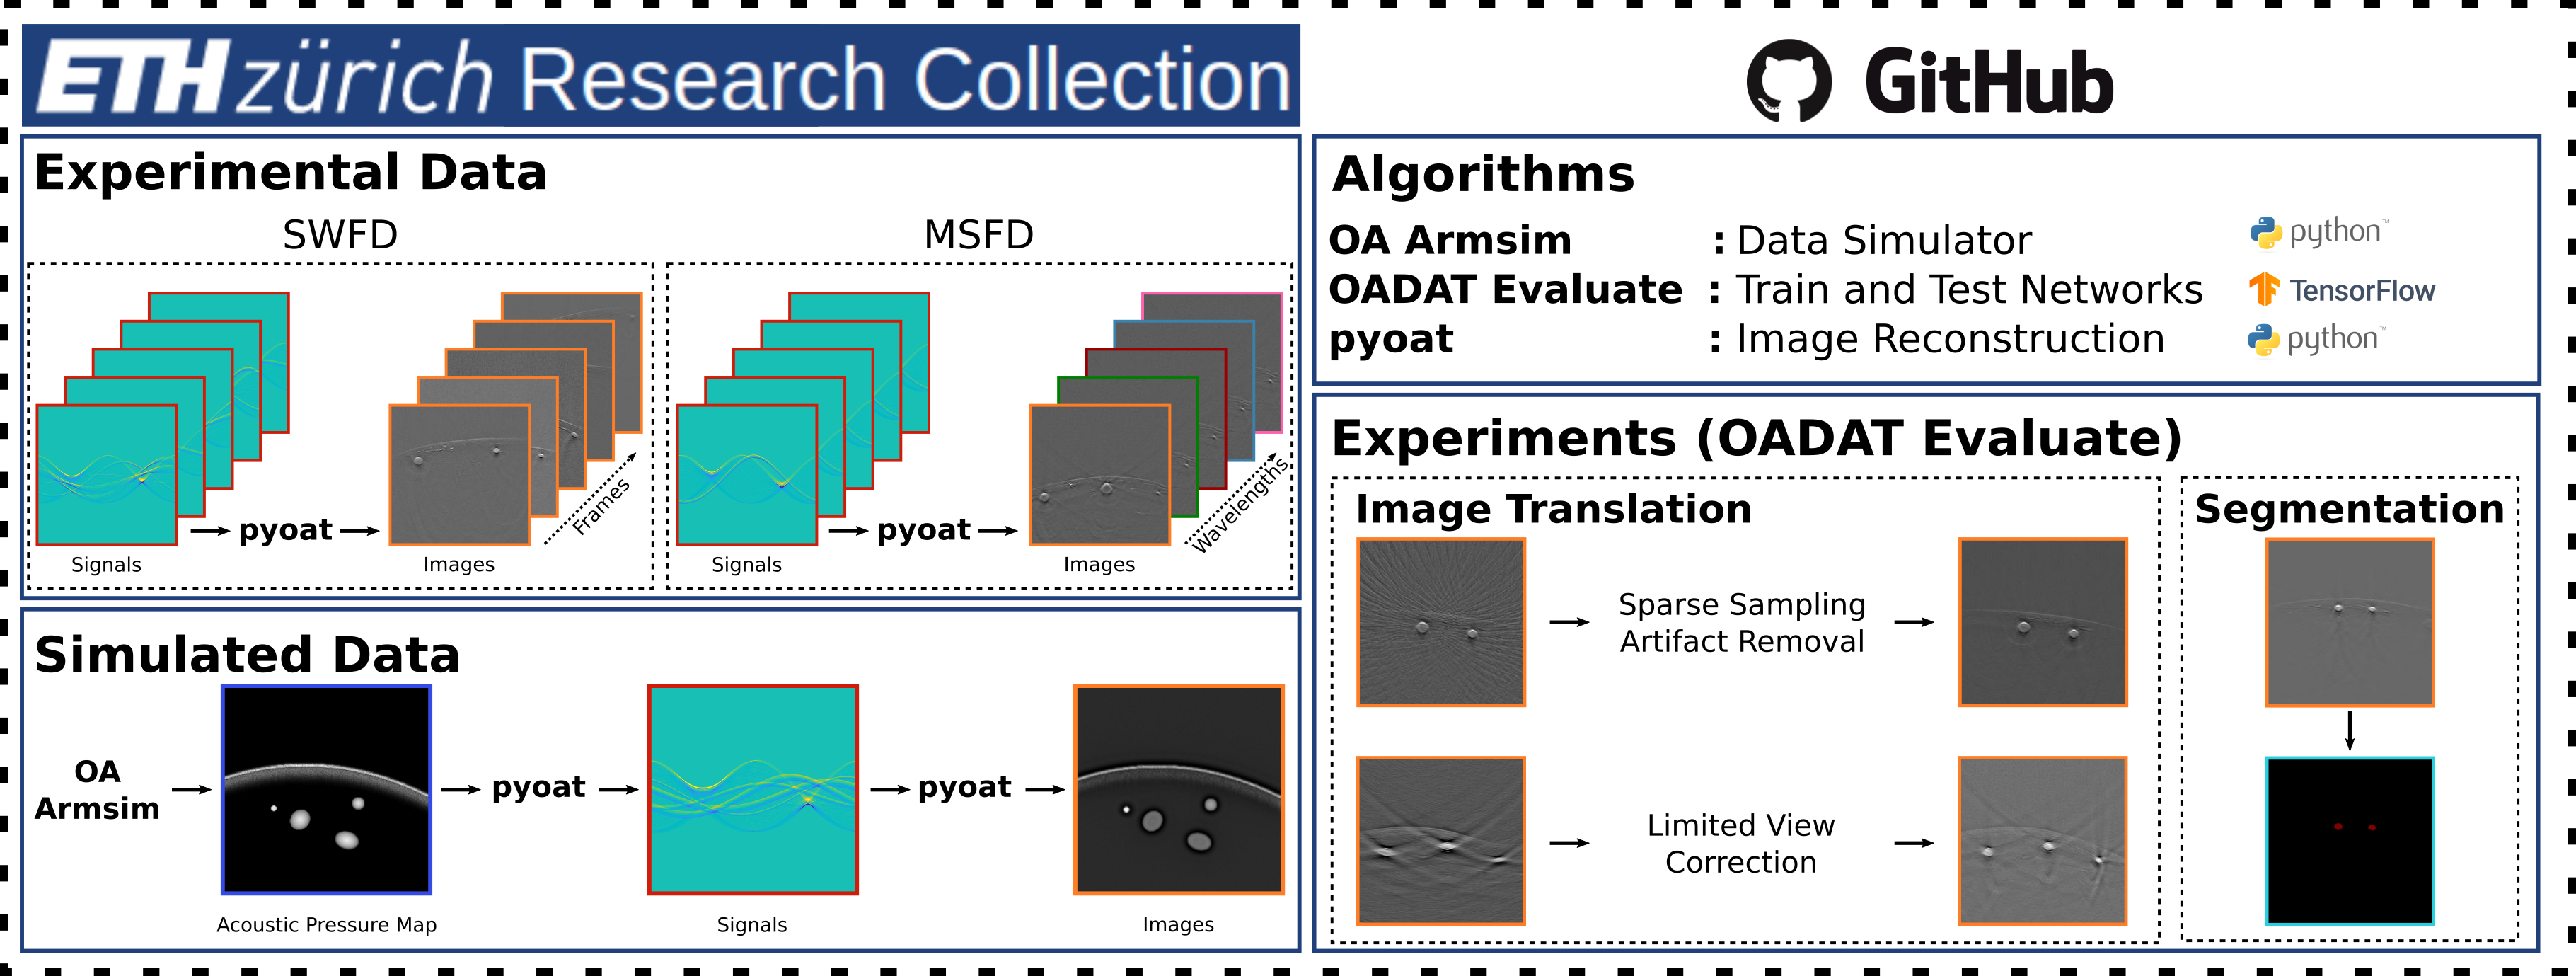 ETH zürich Research Collection
GitHub
Experimental Data
SWFD
MSFD
pyoat
Frames
Signals
Images
pyoat
Wavelengths
Signals
Images
Simulated Data
OA
Armsim
pyoat
pyoat
Acoustic Pressure Map
Signals
Images
Algorithms
OA Armsim : Data Simulator python™
OADAT Evaluate : Train and Test Networks TensorFlow
pyoat : Image Reconstruction python™
Experiments (OADAT Evaluate)
Image Translation
Sparse Sampling
Artifact Removal
Limited View
Correction
Segmentation